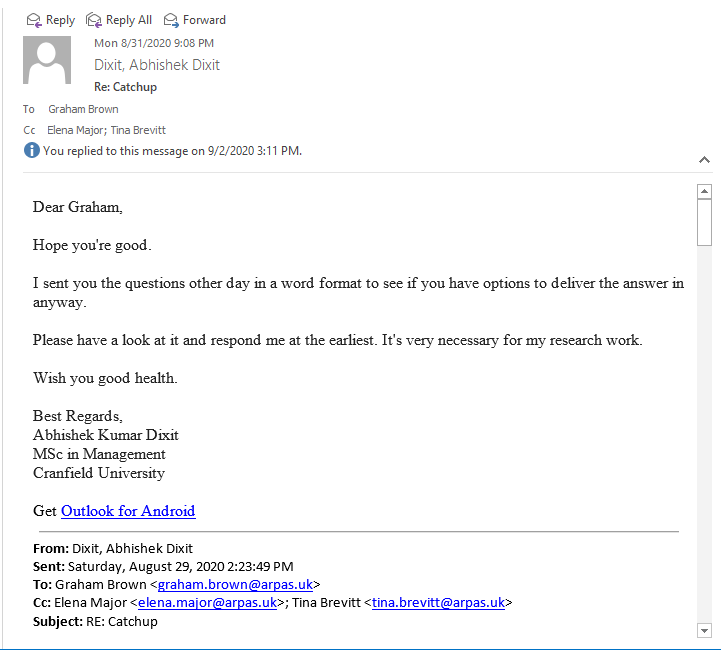 Reply Reply All Forward
Mon 8/31/2020 9:08 PM
Dixit, Abhishek Dixit
Re: Catchup
To Graham Brown
Cc Elena Major; Tina Brevitt
You replied to this message on 9/2/2020 3:11 PM.
Dear Graham,
Hope you're good.
I sent you the questions other day in a word format to see if you have options to deliver the answer in
anyway.
Please have a look at it and respond me at the earliest. It's very necessary for my research work.
Wish you good health.
Best Regards,
Abhishek Kumar Dixit
MSc in Management
Cranfield University
Get Outlook for Android
From: Dixit, Abhishek Dixit
Sent: Saturday, August 29, 2020 2:23:49 PM
To: Graham Brown <graham.brown@arpas.uk>
Cc: Elena Major <elena.major@arpas.uk>; Tina Brevitt <tina.brevitt@arpas.uk>
Subject: RE: Catchup